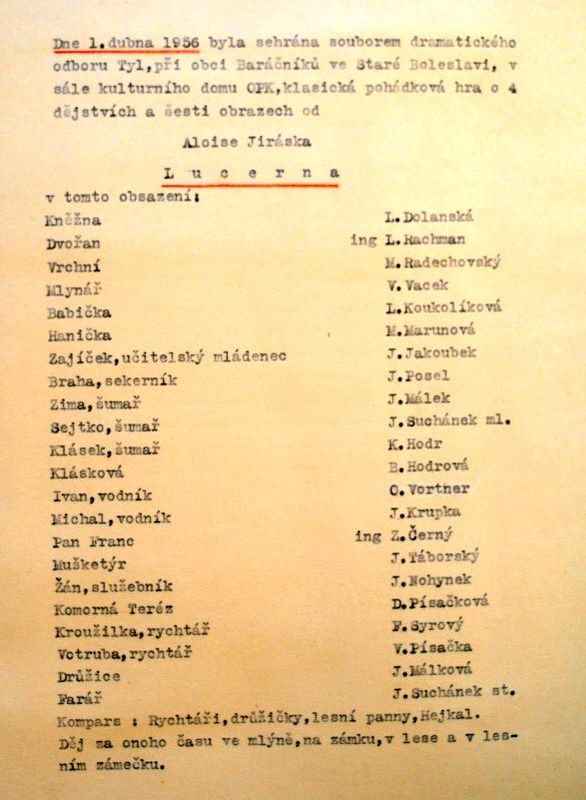 Dne 1.dubna 1956 byla sehrána souborem dramatického
odboru Tyl,při obci Baráčníků ve Staré Boleslavi, v
sále kulturního domu OPK,klasická pohádková hra o 4
dějstvích a šesti obrazech od
Aloise Jiráska
L u c e r n a
v tomto obsazení:
Kněžna L.Dolanská
Dvořan ing L.Rachman
Vrchní M.Radechovský
Mlynář V.Vacek
Babička L.Koukolíková
Hanička M.Marunová
Zajíček,učitelský mládenec J.Jakoubek
Braha,sekerník J.Posel
Zima,šumař J.Málek
Sejtko,šumař J.Suchánek ml.
Klásek,šumař K.Hodr
Klásková B.Hodrová
Ivan,vodník O.Vortner
Michal,vodník J.Krupka
Pan Franc ing Z.Černý
Mušketýr J.Táborský
Žán,služebník J.Nohynek
Komorná Teréz D.Písačková
Kroužilka,rychtář F.Syrový
Votruba,rychtář V.Písačka
Družice J.Málková
Farář J.Suchánek st.
Kompars : Rychtáři,družičky,lesní panny,Hejkal.
Děj za onoho času ve mlýně,na zámku,v lese a v les-
ním zámečku.